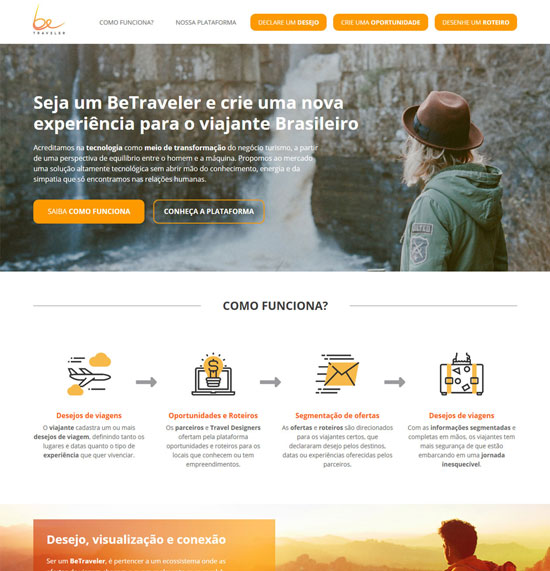 be
TRAVELER
COMO FUNCIONA?
NOSSA PLATAFORMA
DECLARE UM DESEJO
CRIE UMA OPORTUNIDADE
DESENHE UM ROTEIRO
Seja um BeTraveler e crie uma nova
experiência para o viajante Brasileiro
Acreditamos na tecnologia como meio de transformação do negócio turismo, a partir
de uma perspectiva de equilíbrio entre o homem e a máquina. Propomos ao mercado
uma solução altamente tecnológica sem abrir mão do conhecimento, energia e da
simpatia que só encontramos nas relações humanas.
SAIBA COMO FUNCIONA
CONHEÇA A PLATAFORMA
COMO FUNCIONA?
Desejos de viagens
O viajante cadastra um ou mais
desejos de viagem, definindo tanto os
lugares e datas quanto o tipo de
experiência que quer vivenciar.
Oportunidades e Roteiros
Os parceiros e Travel Designers
ofertam pela plataforma
oportunidades e roteiros para os
locais que conhecem ou tem
empreendimentos.
Segmentação de ofertas
As ofertas e roteiros são direcionados
para os viajantes certos, que
declararam desejo pelos destinos,
datas ou experiências oferecidas pelos
parceiros.
Desejos de viagens
Com as informações segmentadas e
completas em mãos, os viajantes tem
mais segurança de que estão
embarcando em uma jornada
inesquecível.
Desejo, visualização e conexão
Ser um BeTraveler, é pertencer a um ecossistema onde as